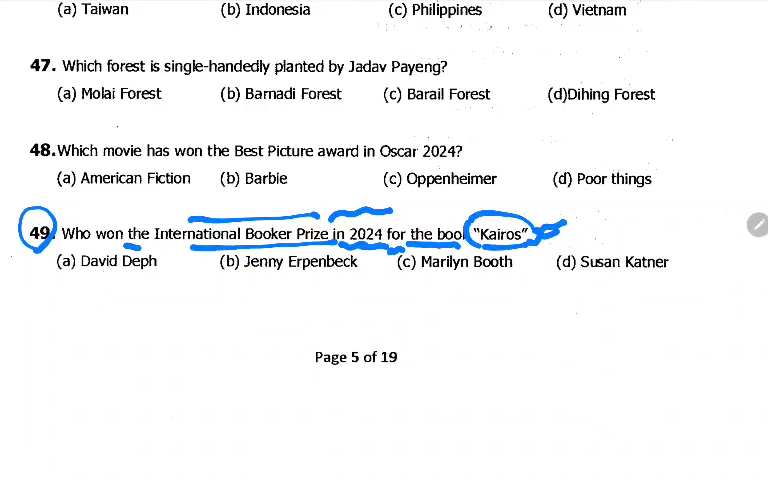 (a) Taiwan (b) Indonesia (c) Philippines (d) Vietnam
47. Which forest is single-handedly planted by Jadav Payeng?
(a) Molai Forest (b) Barnadi Forest (c) Barail Forest (d)Dihing Forest
48.Which movie has won the Best Picture award in Oscar 2024?
(a) American Fiction (b) Barbie (c) Oppenheimer (d) Poor things
49. Who won the International Booker Prize in 2024 for the book "Kairos"
(a) David Deph (b) Jenny Erpenbeck (c) Marilyn Booth (d) Susan Katner
Page 5 of 19